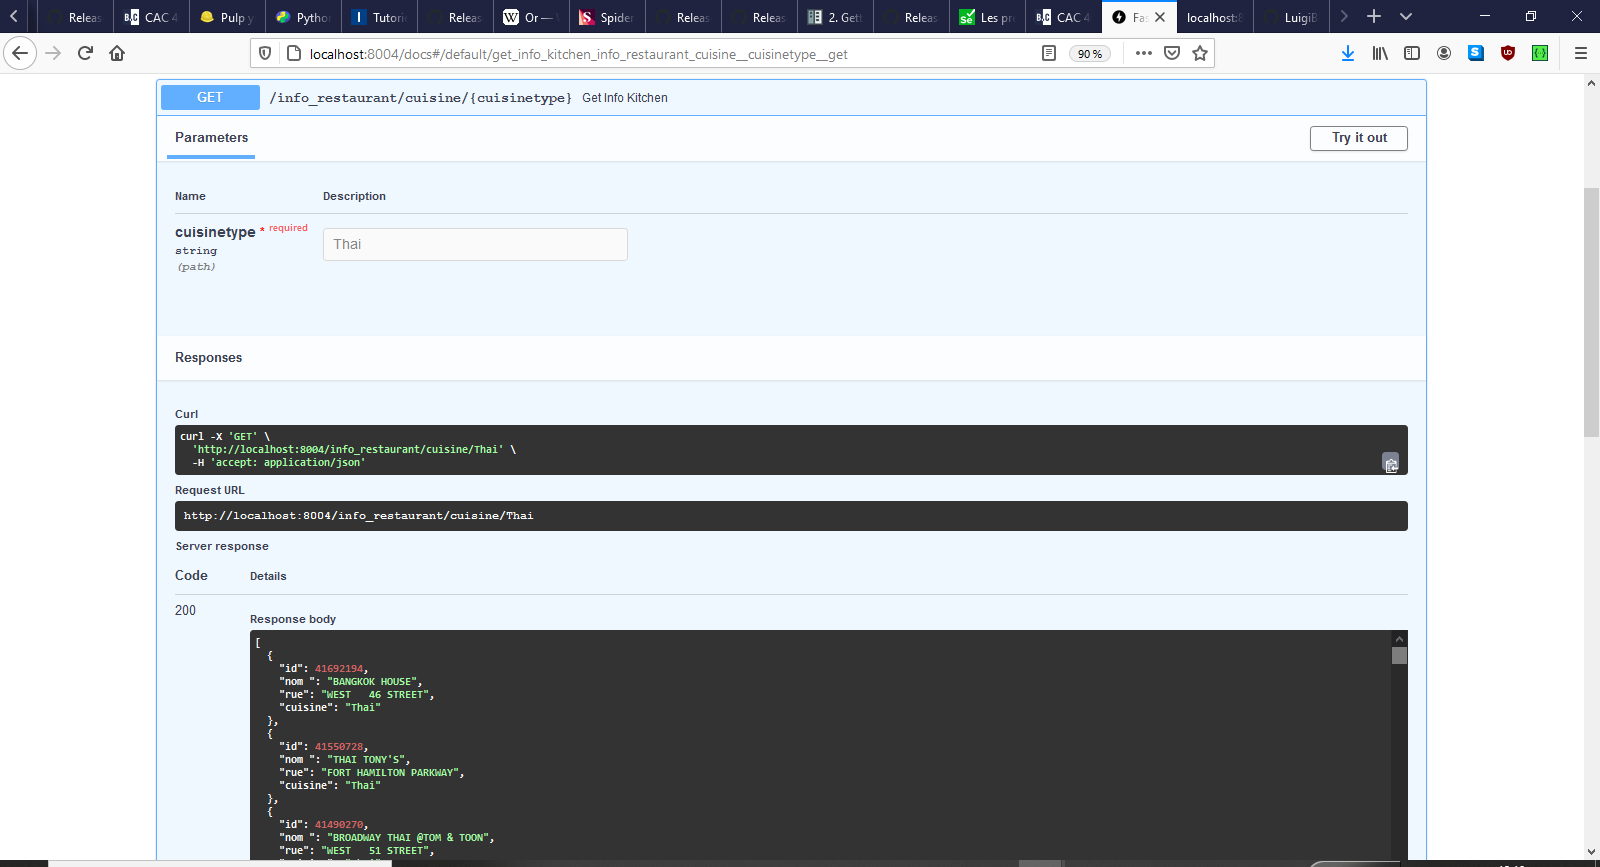 Releas
CAC 4
Pulp y
Pytho
Tutori
Releas
Or — 
Spider
Releas
Releas
2. Gett
Releas
Les pr
CAC 4
Fas
localhost:8
LuigiB
localhost:8004/docs#/default/get_info_kitchen_info_restaurant_cuisine__cuisinetype__get
90 %
GET /info_restaurant/cuisine/{cuisinetype} Get Info Kitchen
Parameters
Try it out
Name Description
cuisinetype * required
string
(path)
Thai
Responses
Curl
curl -X 'GET' \
  'http://localhost:8004/info_restaurant/cuisine/Thai' \
  -H 'accept: application/json'
Request URL
http://localhost:8004/info_restaurant/cuisine/Thai
Server response
Code Details
200
Response body
[
  {
    "id": 41692194,
    "nom ": "BANGKOK HOUSE",
    "rue": "WEST   46 STREET",
    "cuisine": "Thai"
  },
  {
    "id": 41550728,
    "nom ": "THAI TONY'S",
    "rue": "FORT HAMILTON PARKWAY",
    "cuisine": "Thai"
  },
  {
    "id": 41490270,
    "nom ": "BROADWAY THAI @TOM & TOON",
    "rue": "WEST   51 STREET",